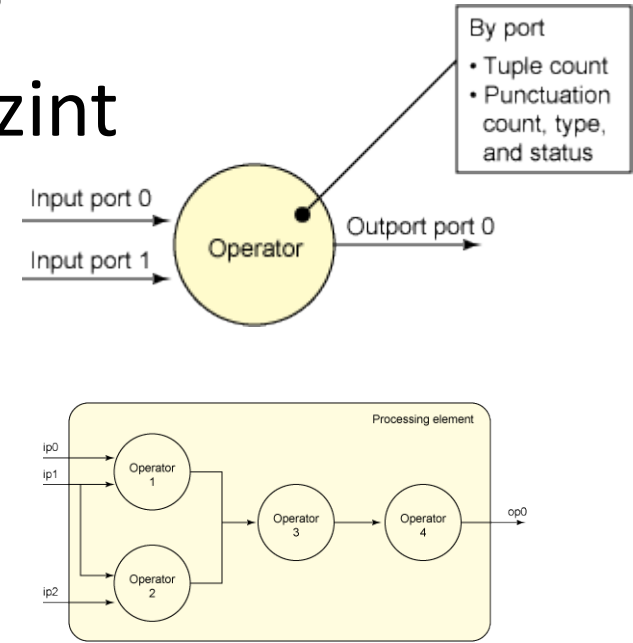 zint
By port
• Tuple count
• Punctuation
count, type,
and status
Input port 0
Input port 1
Operator
Outport port 0
Processing element
ip0
ip1
ip2
Operator
1
Operator
2
Operator
3
Operator
4
op0